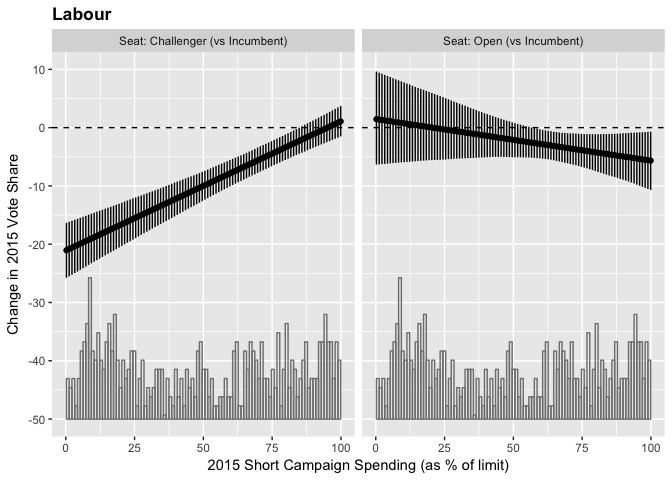 Labour
Seat: Challenger (vs Incumbent)
Seat: Open (vs Incumbent)
Change in 2015 Vote Share
10
0
-10
-20
-30
-40
-50
0 25 50 75 100
0 25 50 75 100
2015 Short Campaign Spending (as % of limit)